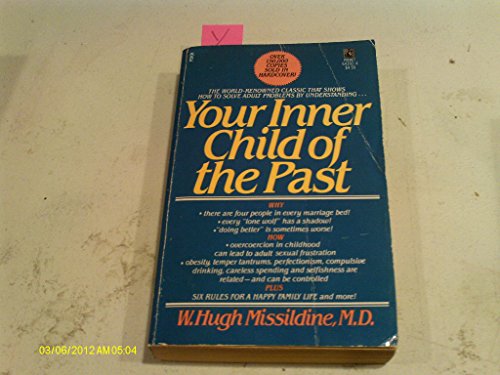 Y
OVER
130,000
COPIES
SOLD IN
HARDCOVER!
THE WORLD-RENOWNED CLASSIC THAT SHOWS
HOW TO SOLVE ADULT PROBLEMS BY UNDERSTANDING . . .
Your Inner
Child of
the Past
WHY
• there are four people in every marriage bed!
• every "lone wolf" has a shadow!
• "doing better" is sometimes worse!
HOW
• overcoercion in childhood
can lead to adult sexual frustration
• obesity, temper tantrums, perfectionism, compulsive
drinking, careless spending and selfishness are
related—and can be controlled
PLUS
SIX RULES FOR A HAPPY FAMILY LIFE, and more!
W. Hugh Missildine, M.D.
03/06/2012 AM 05:04